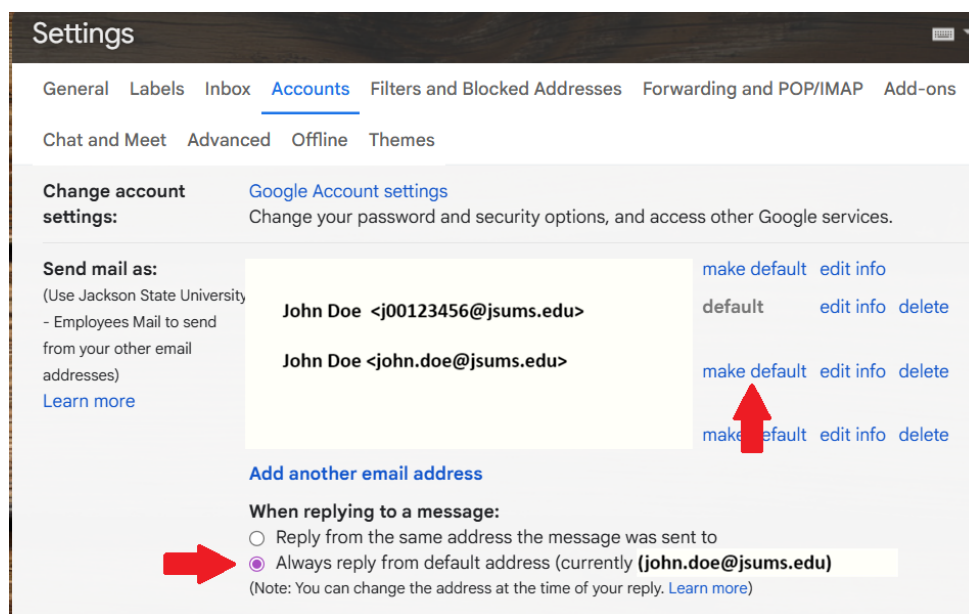 Settings
General Labels Inbox Accounts Filters and Blocked Addresses Forwarding and POP/IMAP Add-ons
Chat and Meet Advanced Offline Themes
Change account settings:
Google Account settings
Change your password and security options, and access other Google services.
Send mail as:
(Use Jackson State University
- Employees Mail to send
from your other email
addresses)
Learn more
make default edit info
John Doe <j00123456@jsums.edu> default edit info delete
John Doe <john.doe@jsums.edu> make default edit info delete
make default edit info delete
Add another email address
When replying to a message:
Reply from the same address the message was sent to
Always reply from default address (currently (john.doe@jsums.edu)
(Note: You can change the address at the time of your reply. Learn more)